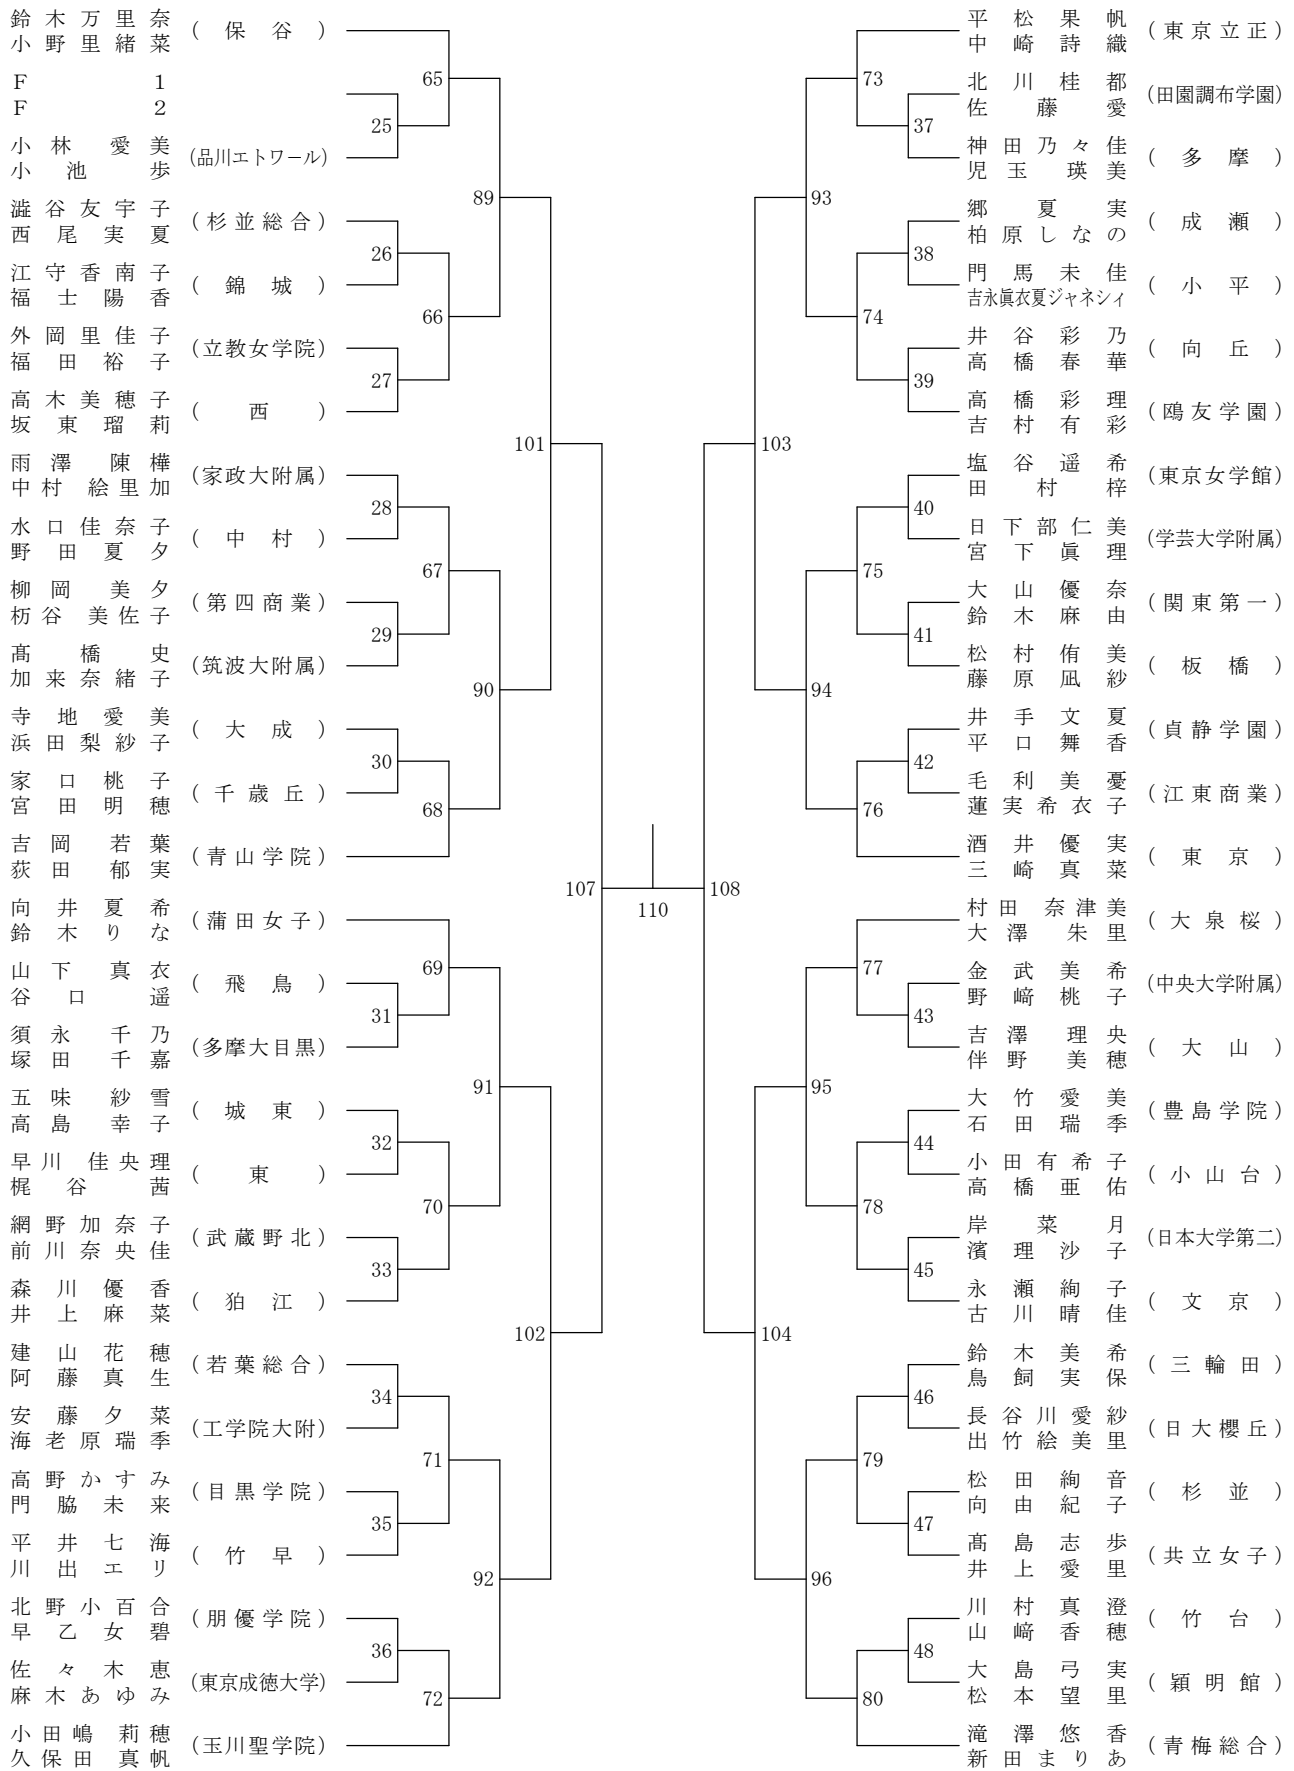 鈴木万里奈
小野里緒菜
(保谷)
F 1
F 2
小林愛美
小池歩
(品川エトワール)
澁谷友宇子
西尾実夏
(杉並総合)
江守香南子
福士陽香
(錦城)
外岡里佳子
福田裕子
(立教女学院)
高木美穂子
坂東瑠莉
(西)
雨澤陳樺
中村絵里加
(家政大附属)
水口佳奈子
野田夏夕
(中村)
柳岡美夕
枥谷美佐子
(第四商業)
髙橋史
加来奈緒子
(筑波大附属)
寺地愛美
浜田梨紗子
(大成)
家口桃子
宮田明穂
(千歳丘)
吉岡若葉
荻田郁実
(青山学院)
向井夏希
鈴木りな
(蒲田女子)
山下真衣
谷口遥
(飛鳥)
須永千乃
塚田千嘉
(多摩大目黒)
五味紗雪
高島幸子
(城東)
早川佳央理
梶谷茜
(東)
網野加奈子
前川奈央佳
(武蔵野北)
森川優香
井上麻菜
(狛江)
建山花穂
阿藤真生
(若葉総合)
安藤夕菜
海老原瑞季
(工学院大附)
高野かすみ
門脇未来
(目黒学院)
平井七海
川出エリ
(竹早)
北野小百合
早乙女碧
(朋優学院)
佐々木恵
麻木あゆみ
(東京成徳大学)
小田嶋莉穂
久保田真帆
(玉川聖学院)
65
25
89
26
66
27
101
28
67
29
90
30
68
107
69
31
91
32
70
33
102
34
71
35
92
36
72
110
108
73
37
93
38
74
39
103
40
75
41
94
42
76
77
43
95
44
78
45
104
46
79
47
96
48
80
平松果帆
中崎詩織
(東京立正)
北川桂都
佐藤愛
(田園調布学園)
神田乃々佳
児玉瑛美
(多摩)
郷夏実
柏原しなの
(成瀬)
門馬未佳
吉永眞衣夏ジャネシィ
(小平)
井谷彩乃
高橋春華
(向丘)
高橋彩理
吉村有彩
(鴎友学園)
塩谷遥希
田村梓
(東京女学館)
日下部仁美
宮下眞理
(学芸大学附属)
大山優奈
鈴木麻由
(関東第一)
松村侑美
藤原凪紗
(板橋)
井手文夏
平口舞香
(貞静学園)
毛利美憂
蓮実希衣子
(江東商業)
酒井優実
三崎真菜
(東京)
村田奈津美
大澤朱里
(大泉桜)
金武美希
野﨑桃子
(中央大学附属)
吉澤理央
伴野美穂
(大山)
大竹愛美
石田瑞季
(豊島学院)
小田有希子
高橋亜佑
(小山台)
岸菜月
濱理沙子
(日本大学第二)
永瀬絢子
古川晴佳
(文京)
鈴木美希
鳥飼実保
(三輪田)
長谷川愛紗
出竹絵美里
(日大櫻丘)
松田絢音
向由紀子
(杉並)
髙島志歩
井上愛里
(共立女子)
川村真澄
山﨑香穂
(竹台)
大島弓実
松本望里
(穎明館)
滝澤悠香
新田まりあ
(青梅総合)